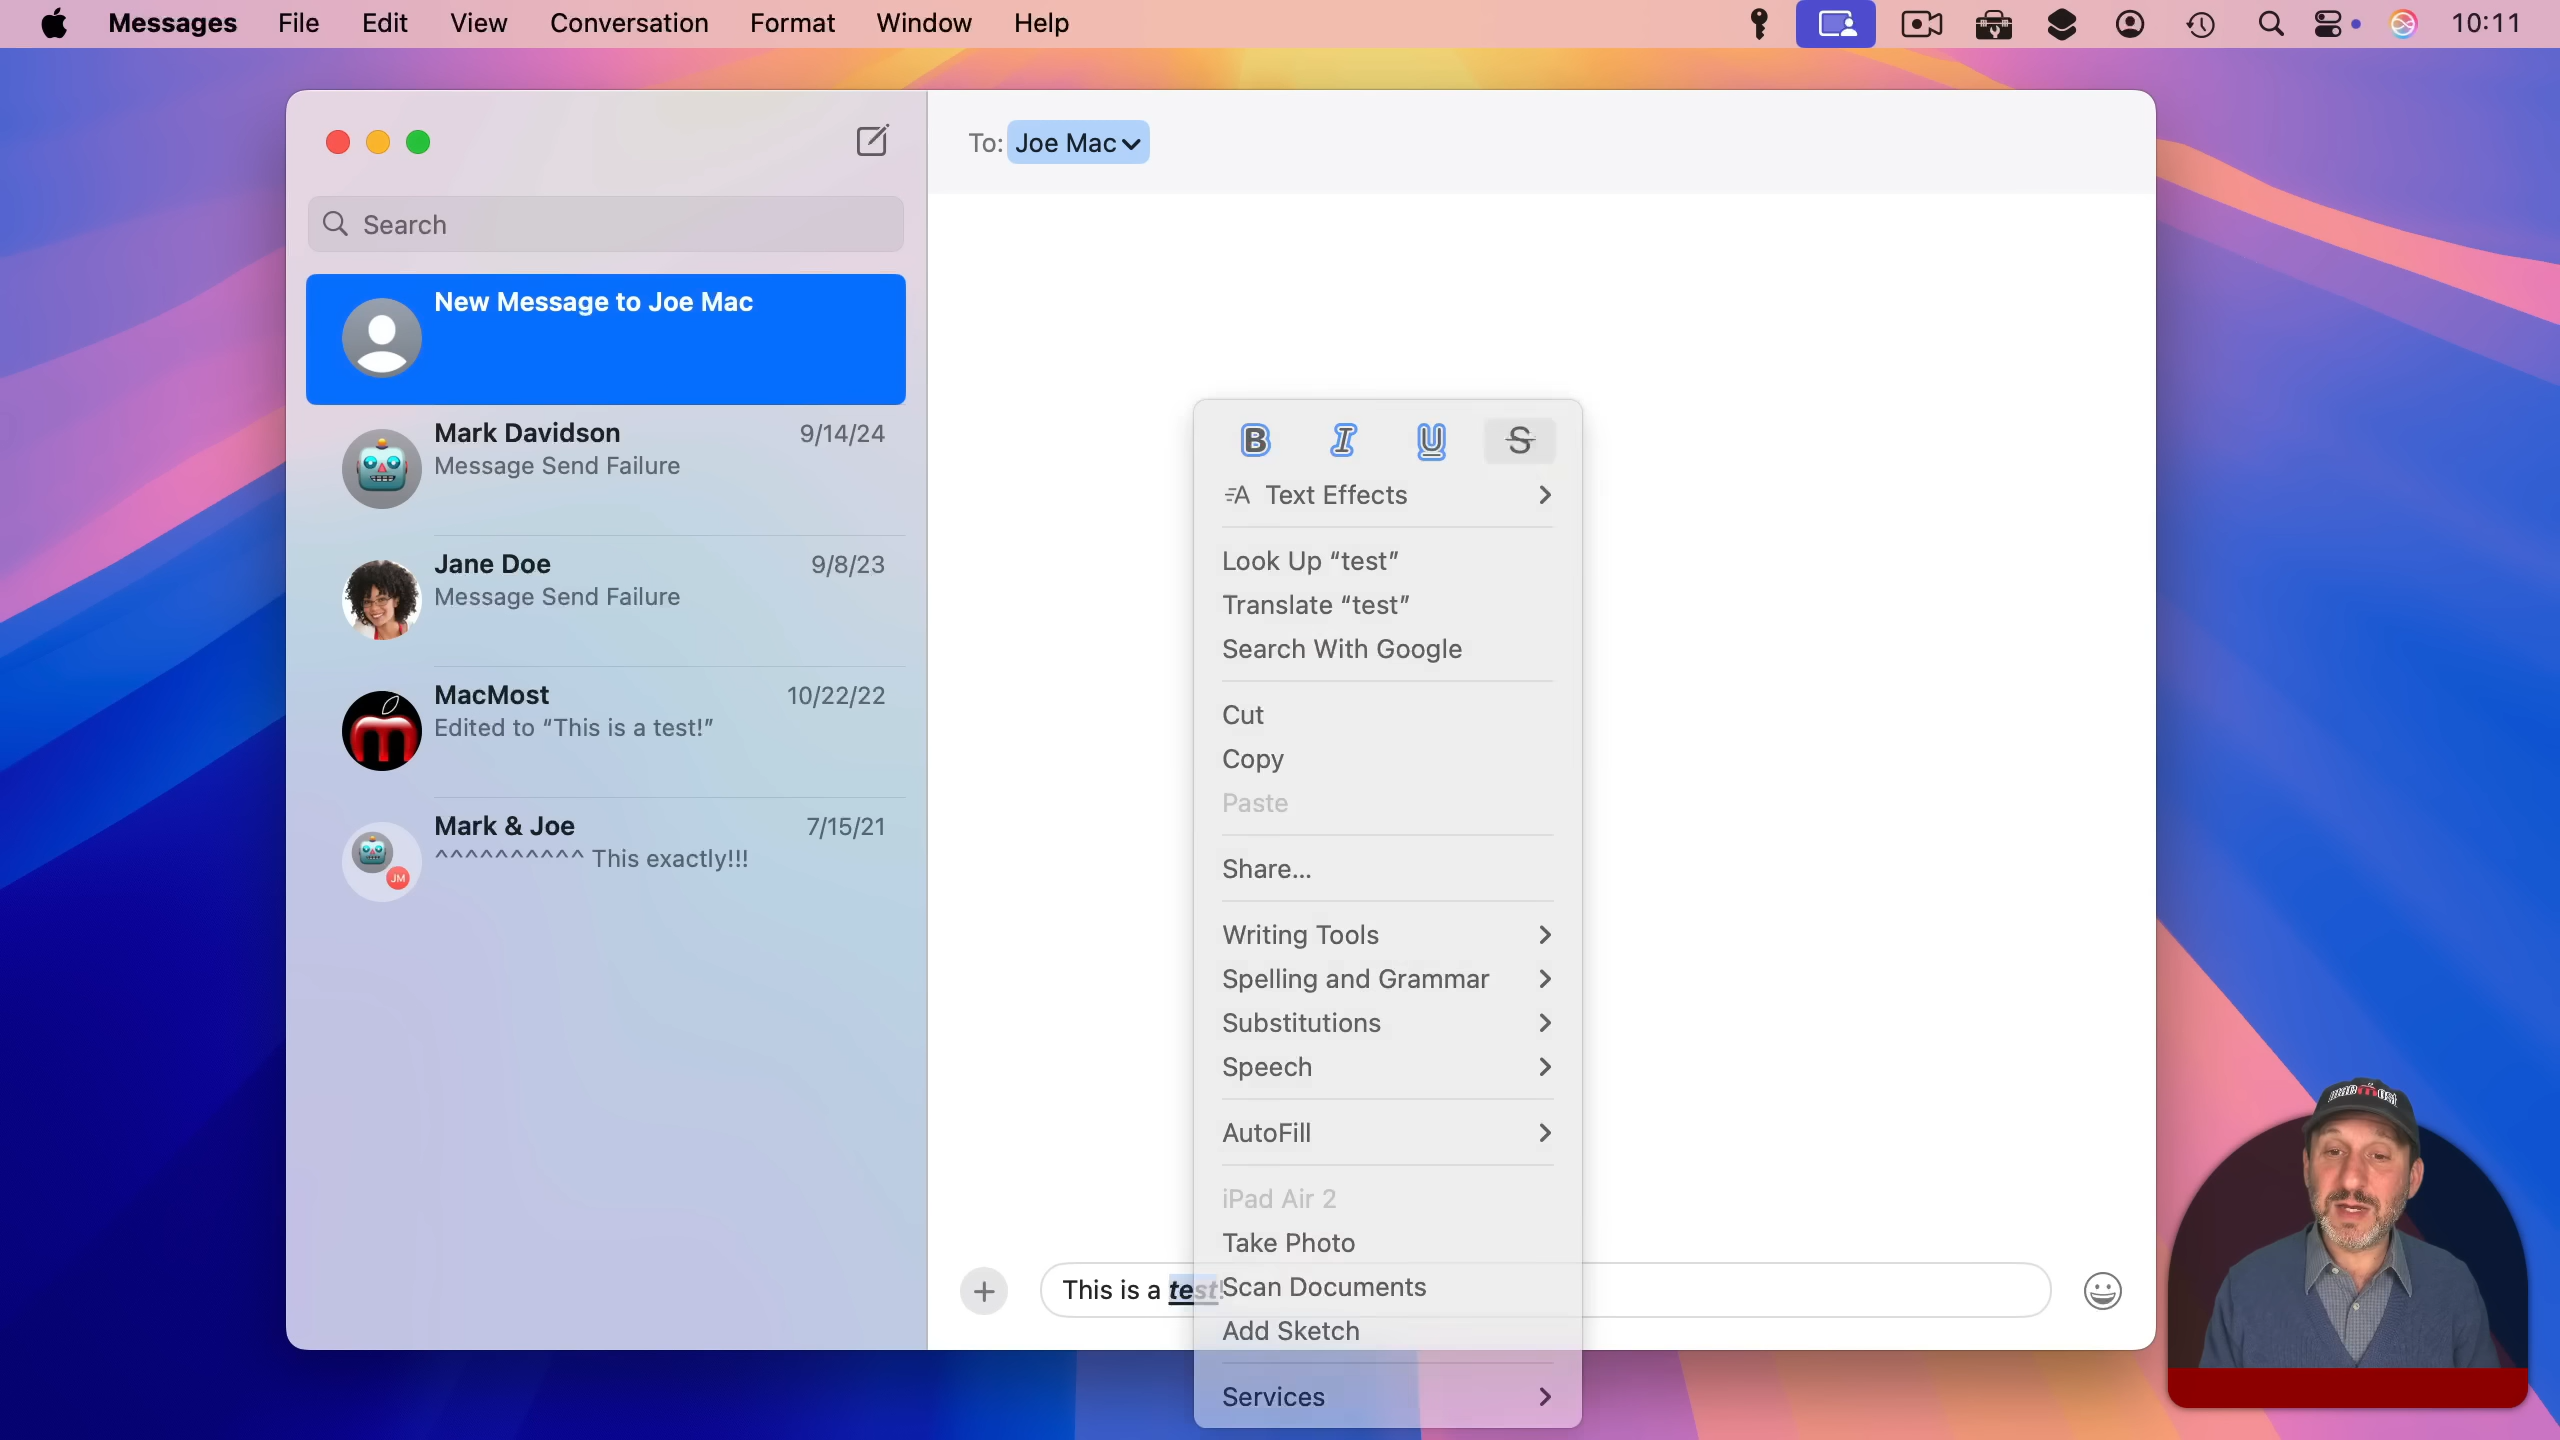 Messages File Edit View Conversation Format Window Help 10:11
Search
New Message to Joe Mac
Mark Davidson 9/14/24
Message Send Failure
Jane Doe 9/8/23
Message Send Failure
MacMost 10/22/22
Edited to “This is a test!”
Mark & Joe 7/15/21
^^^^^^^^^^ This exactly!!!
JM
To: Joe Mac
B I U S
Text Effects
Look Up “test”
Translate “test”
Search With Google
Cut
Copy
Paste
Share...
Writing Tools
Spelling and Grammar
Substitutions
Speech
AutoFill
iPad Air 2
Take Photo
Scan Documents
Add Sketch
Services
This is a test!
macmost